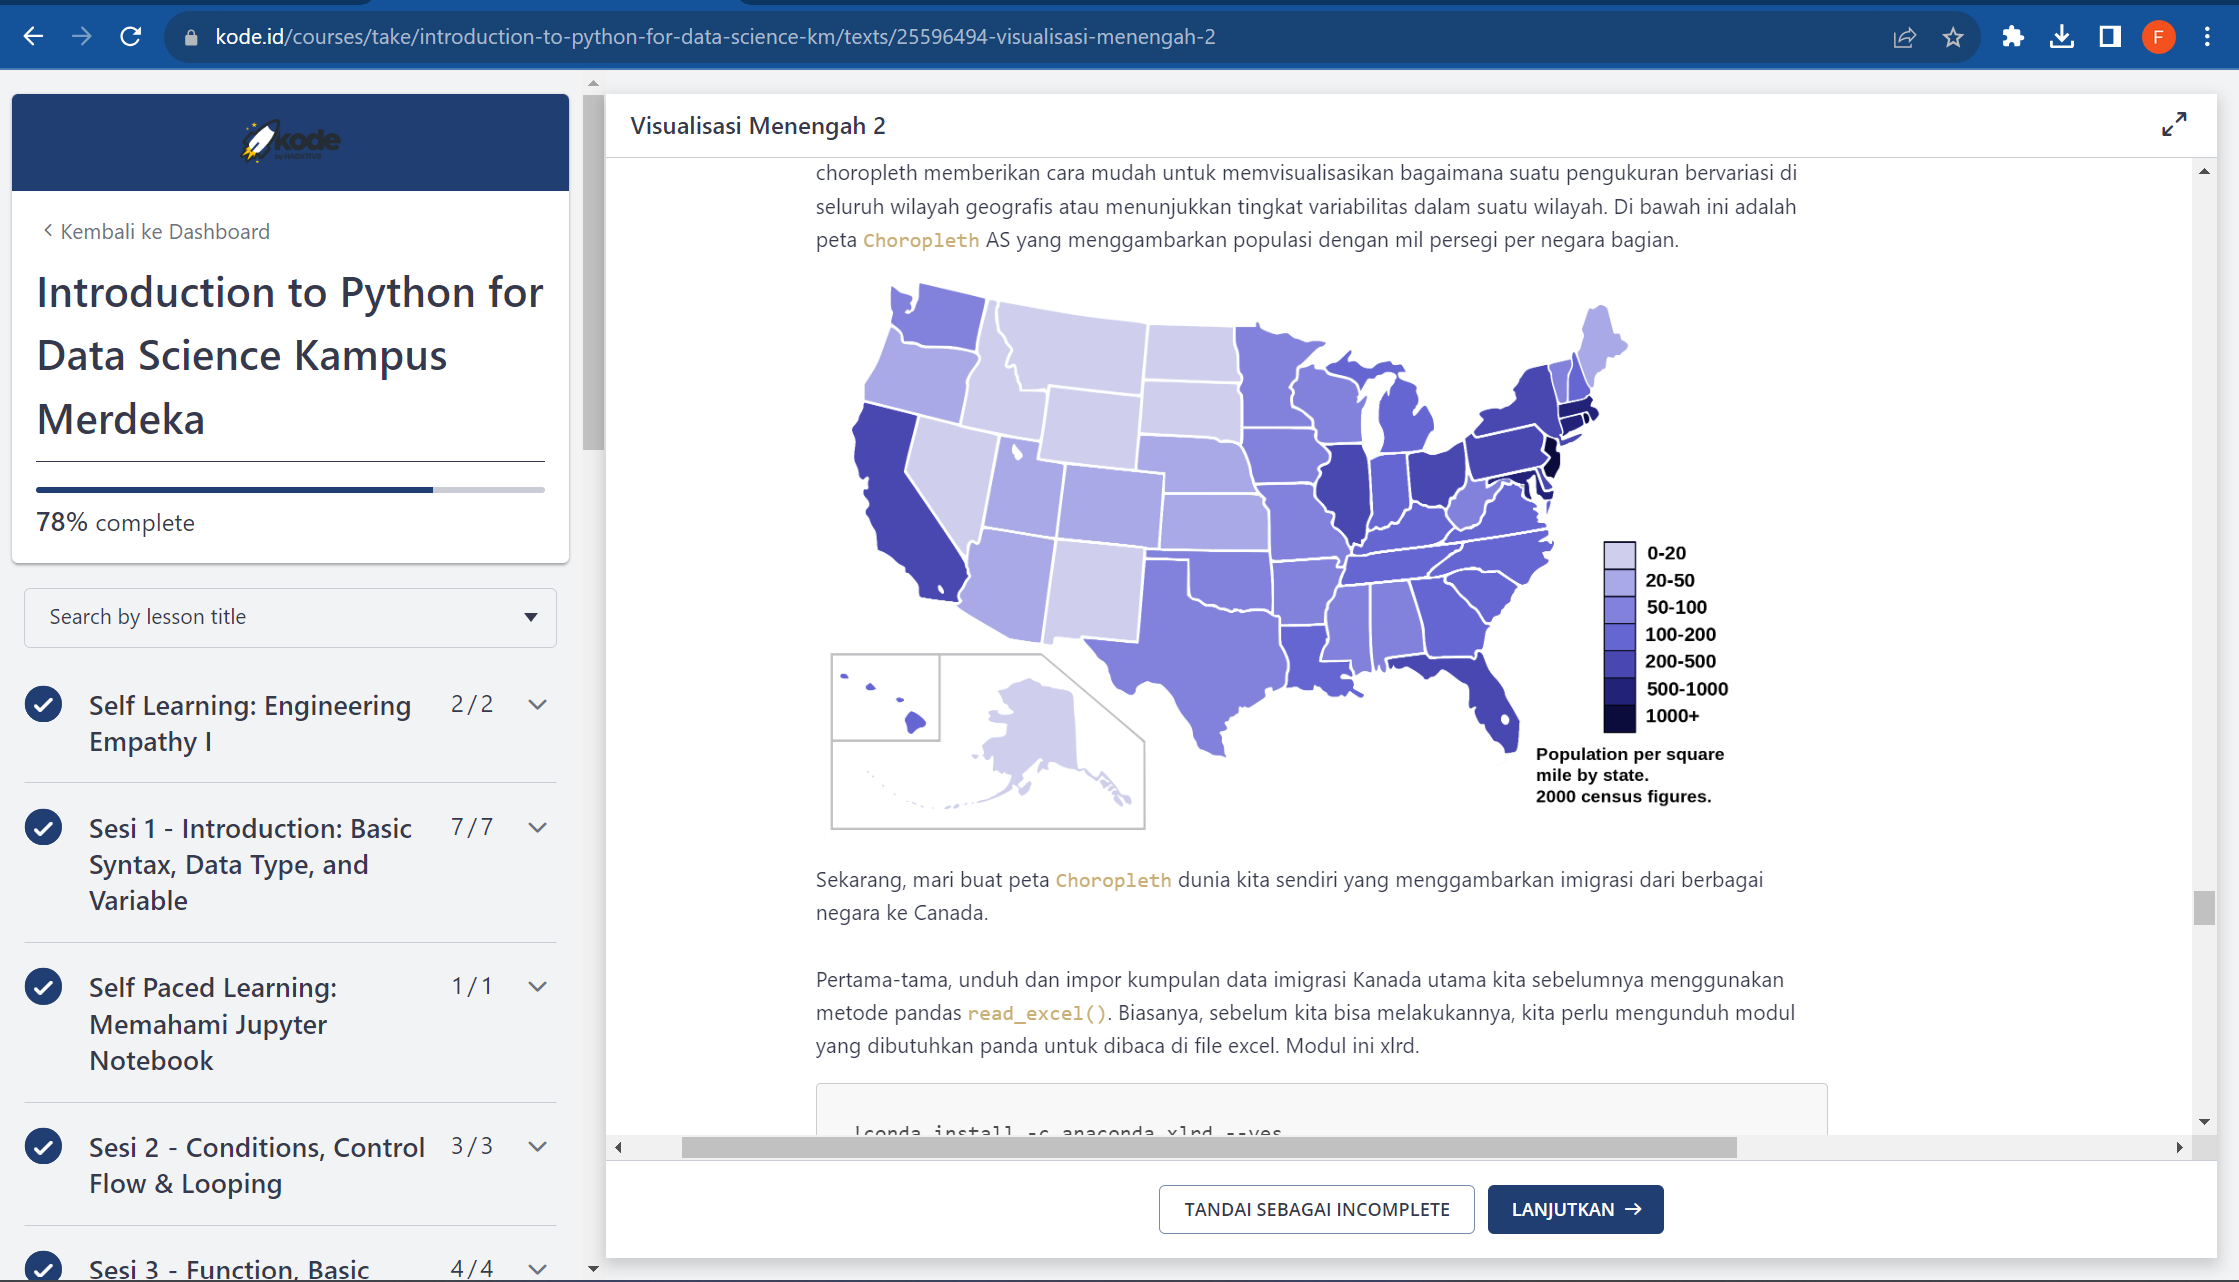 kode.id/courses/take/introduction-to-python-for-data-science-km/texts/25596494-visualisasi-menengah-2
F
kode
Kembali ke Dashboard
Introduction to Python for
Data Science Kampus
Merdeka
78% complete
Search by lesson title
Self Learning: Engineering 2 / 2
Empathy I
Sesi 1 - Introduction: Basic 7 / 7
Syntax, Data Type, and
Variable
Self Paced Learning: 1 / 1
Memahami Jupyter
Notebook
Sesi 2 - Conditions, Control 3 / 3
Flow & Looping
Sesi 3 - Function, Basic 4 / 4
Visualisasi Menengah 2
choropleth memberikan cara mudah untuk memvisualisasikan bagaimana suatu pengukuran bervariasi di
seluruh wilayah geografis atau menunjukkan tingkat variabilitas dalam suatu wilayah. Di bawah ini adalah
peta Choropleth AS yang menggambarkan populasi dengan mil persegi per negara bagian.
0-20
20-50
50-100
100-200
200-500
500-1000
1000+
Population per square
mile by state.
2000 census figures.
Sekarang, mari buat peta Choropleth dunia kita sendiri yang menggambarkan imigrasi dari berbagai
negara ke Canada.
Pertama-tama, unduh dan impor kumpulan data imigrasi Kanada utama kita sebelumnya menggunakan
metode pandas read_excel(). Biasanya, sebelum kita bisa melakukannya, kita perlu mengunduh modul
yang dibutuhkan panda untuk dibaca di file excel. Modul ini xlrd.
!conda install -c anaconda xlrd --yes
TANDAI SEBAGAI INCOMPLETE
LANJUTKAN →